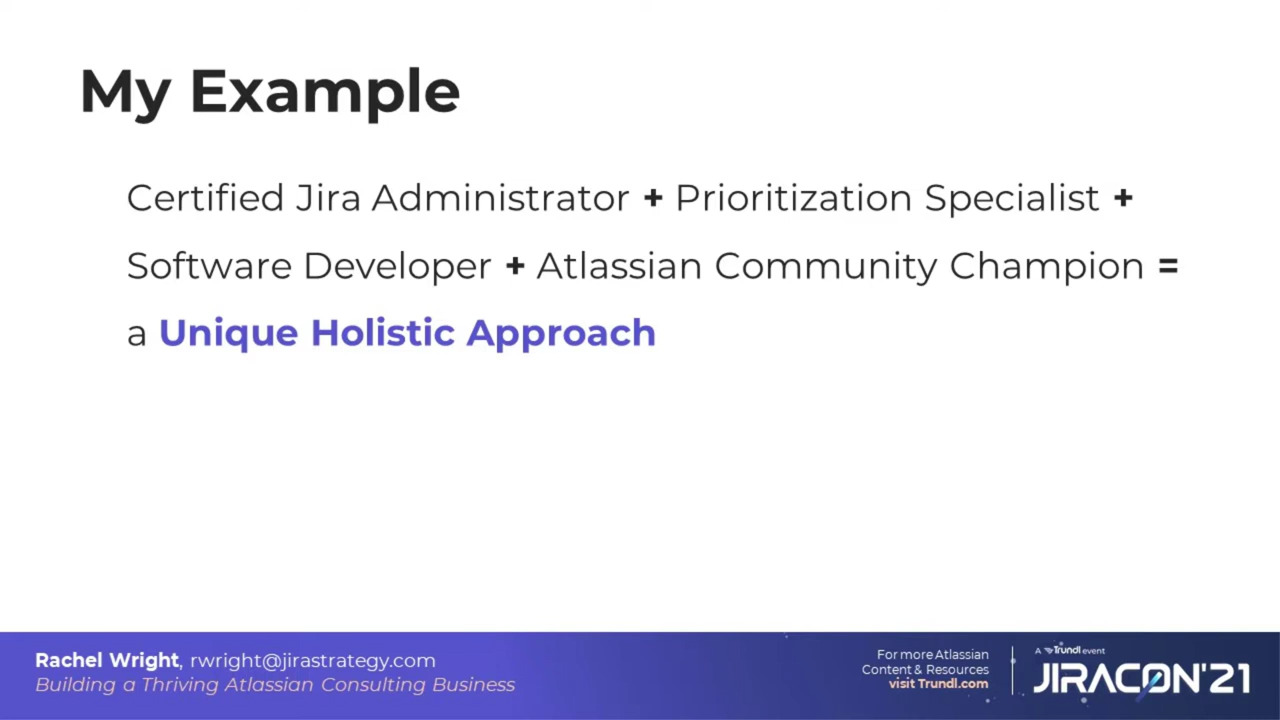 My Example
Certified Jira Administrator + Prioritization Specialist +
Software Developer + Atlassian Community Champion =
a Unique Holistic Approach
Rachel Wright, rwright@jirastrategy.com
Building a Thriving Atlassian Consulting Business
For more Atlassian
Content & Resources
visit Trundl.com
A Trundl event
JIRACON'21